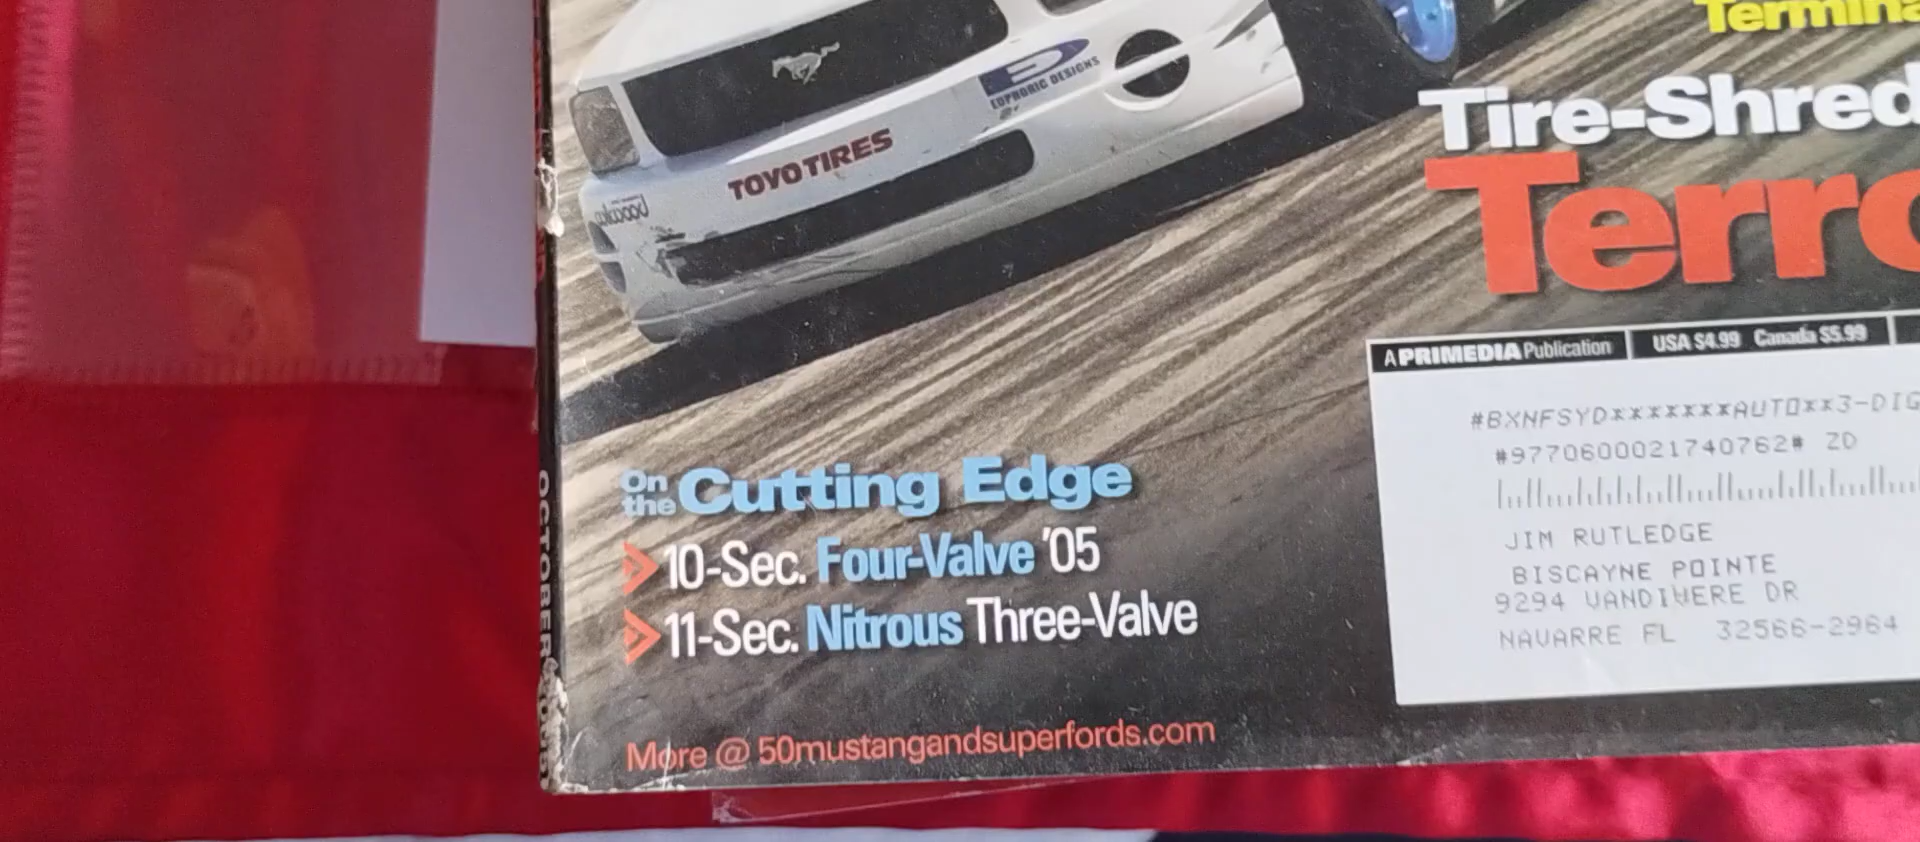 Termina
Tire-Shred
Terro
EUPHORIC DESIGNS
TOYO TIRES
A PRIMEDIA Publication
USA $4.99 Canada $5.99
#BXNFSYD*******AUTO**3-DIG
#9770600021740762# ZD
JIM RUTLEDGE
BISCAYNE POINTE
9294 VANDIVERE DR
NAVARRE FL 32566-2964
On the Cutting Edge
10-Sec. Four-Valve '05
11-Sec. Nitrous Three-Valve
More @ 50mustangandsuperfords.com
OCTOBER